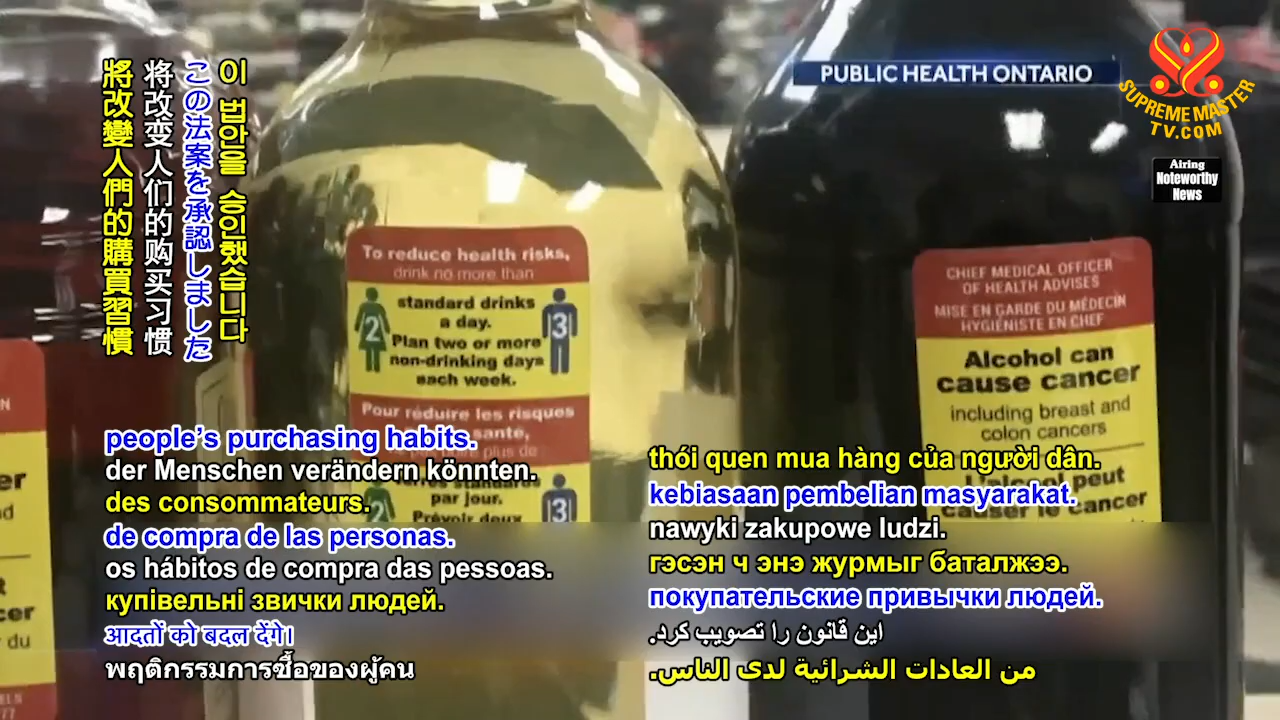 PUBLIC HEALTH ONTARIO
SUPREME MASTER
TV.COM
Airing
Noteworthy
News
將改變人們的購買習慣
将改变人们的购买习惯
この法案を承認しました
이 법안을 승인했습니다
To reduce health risks,
drink no more than
2
standard drinks
a day.
3
Plan two or more
non-drinking days
each week.
Pour réduire les risques
santé,
plus de
2
par jour.
3
Prévoir deux
CHIEF MEDICAL OFFICER
OF HEALTH ADVISES
MISE EN GARDE DU MÉDECIN
HYGIÉNISTE EN CHEF
Alcohol can
cause cancer
including breast and
colon cancers
L'alcool peut
causer le cancer
people's purchasing habits.
der Menschen verändern könnten.
des consommateurs.
de compra de las personas.
os hábitos de compra das pessoas.
купівельні звички людей.
आदतों को बदल देंगे।
พฤติกรรมการซื้อของผู้คน
thói quen mua hàng của người dân.
kebiasaan pembelian masyarakat.
nawyki zakupowe ludzi.
гэсэн ч энэ журмыг баталжээ.
покупательские привычки людей.
این قانون را تصویب کرد.
من العادات الشرائية لدى الناس.